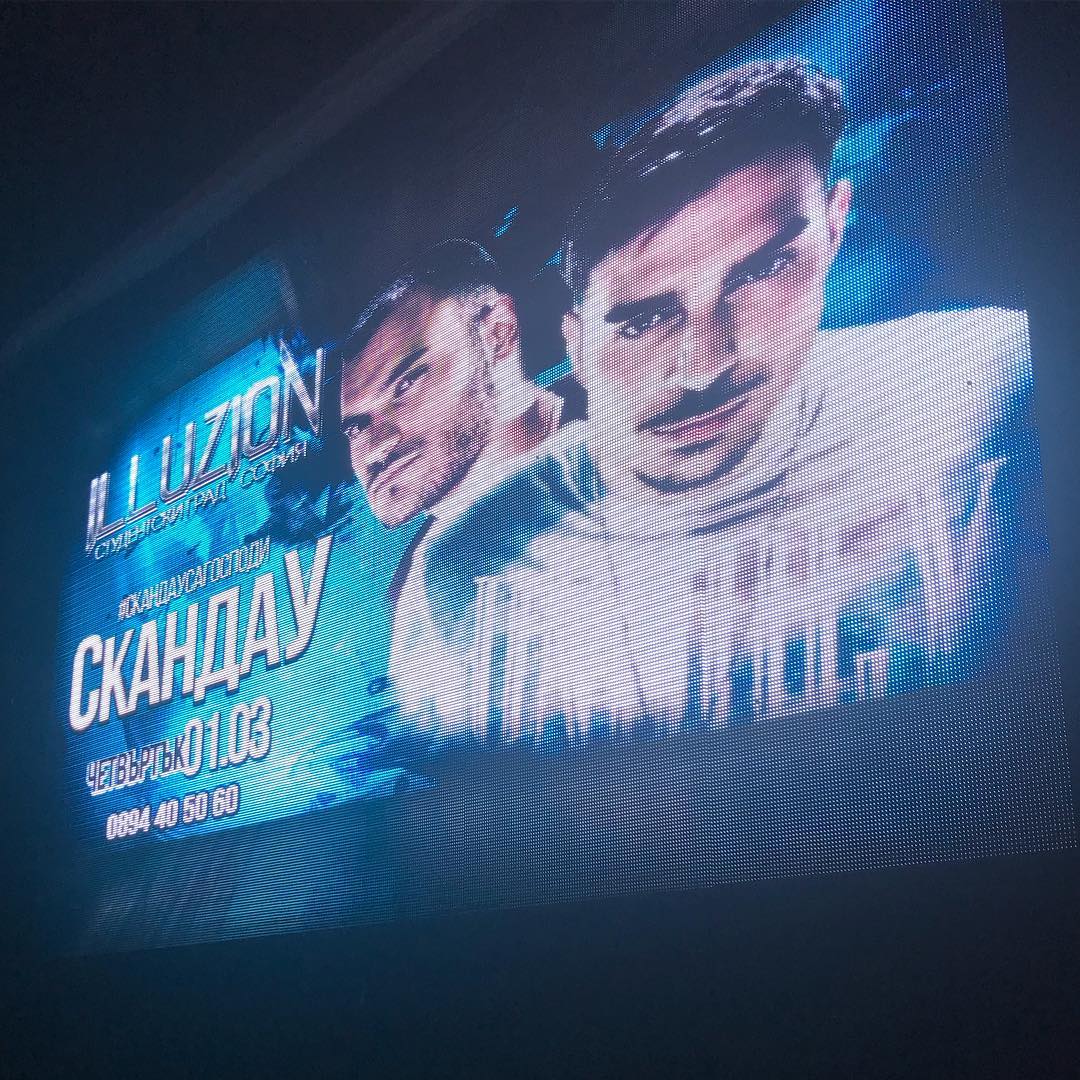 ILLUZION
СТУДЕНТСКИ ГРАД СОФИЯ
#СКАНДАУСАГОСПОДИ
СКАНДАУ
ЧЕТВЪРТЪК 01.03
0894 40 50 60